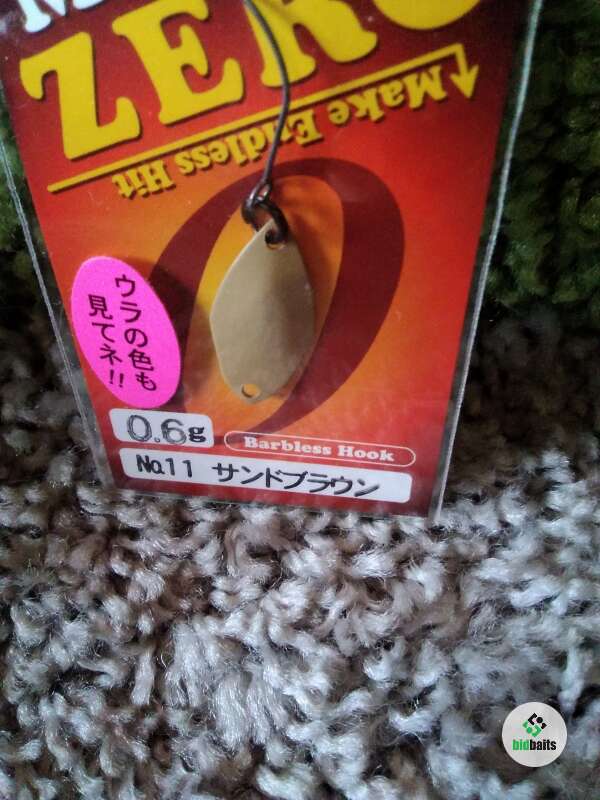 ZERO
Make Endless Hit
ウラの色も
見てネ!!
0.6g
Barbless Hook
No.11 サンドブラウン
bidbaits